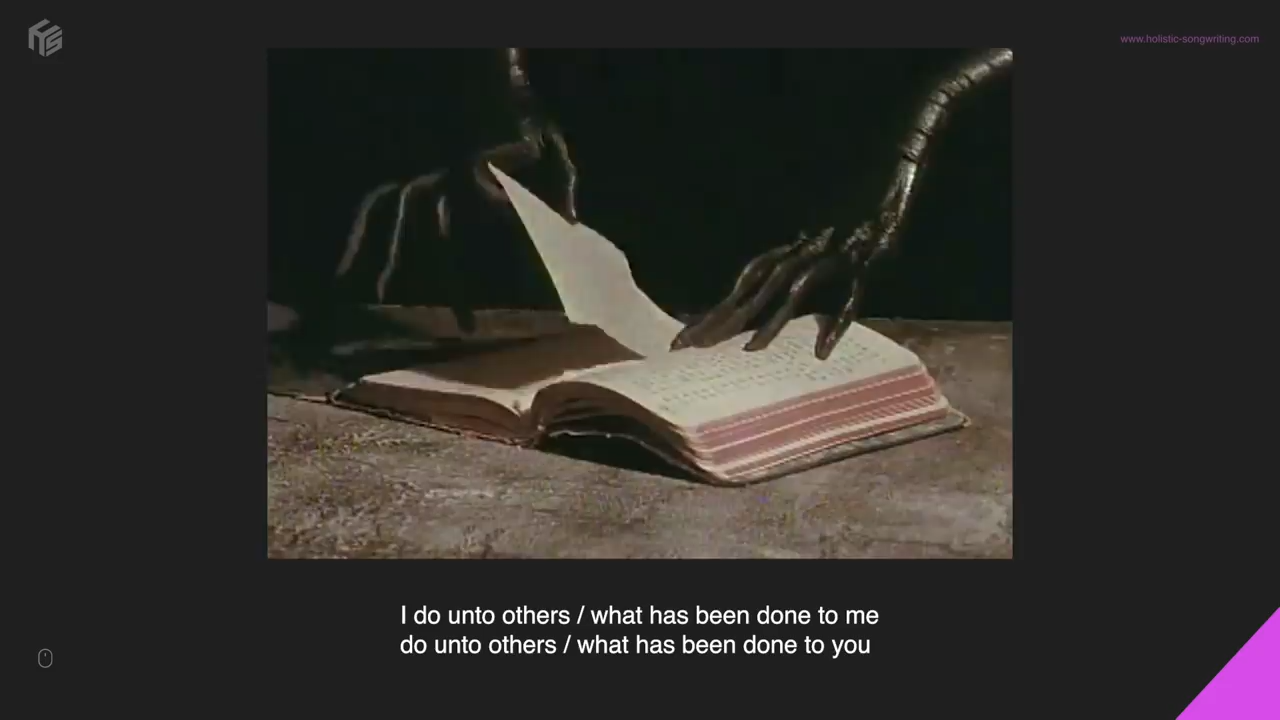 www.holistic-songwriting.com
I do unto others / what has been done to me
do unto others / what has been done to you